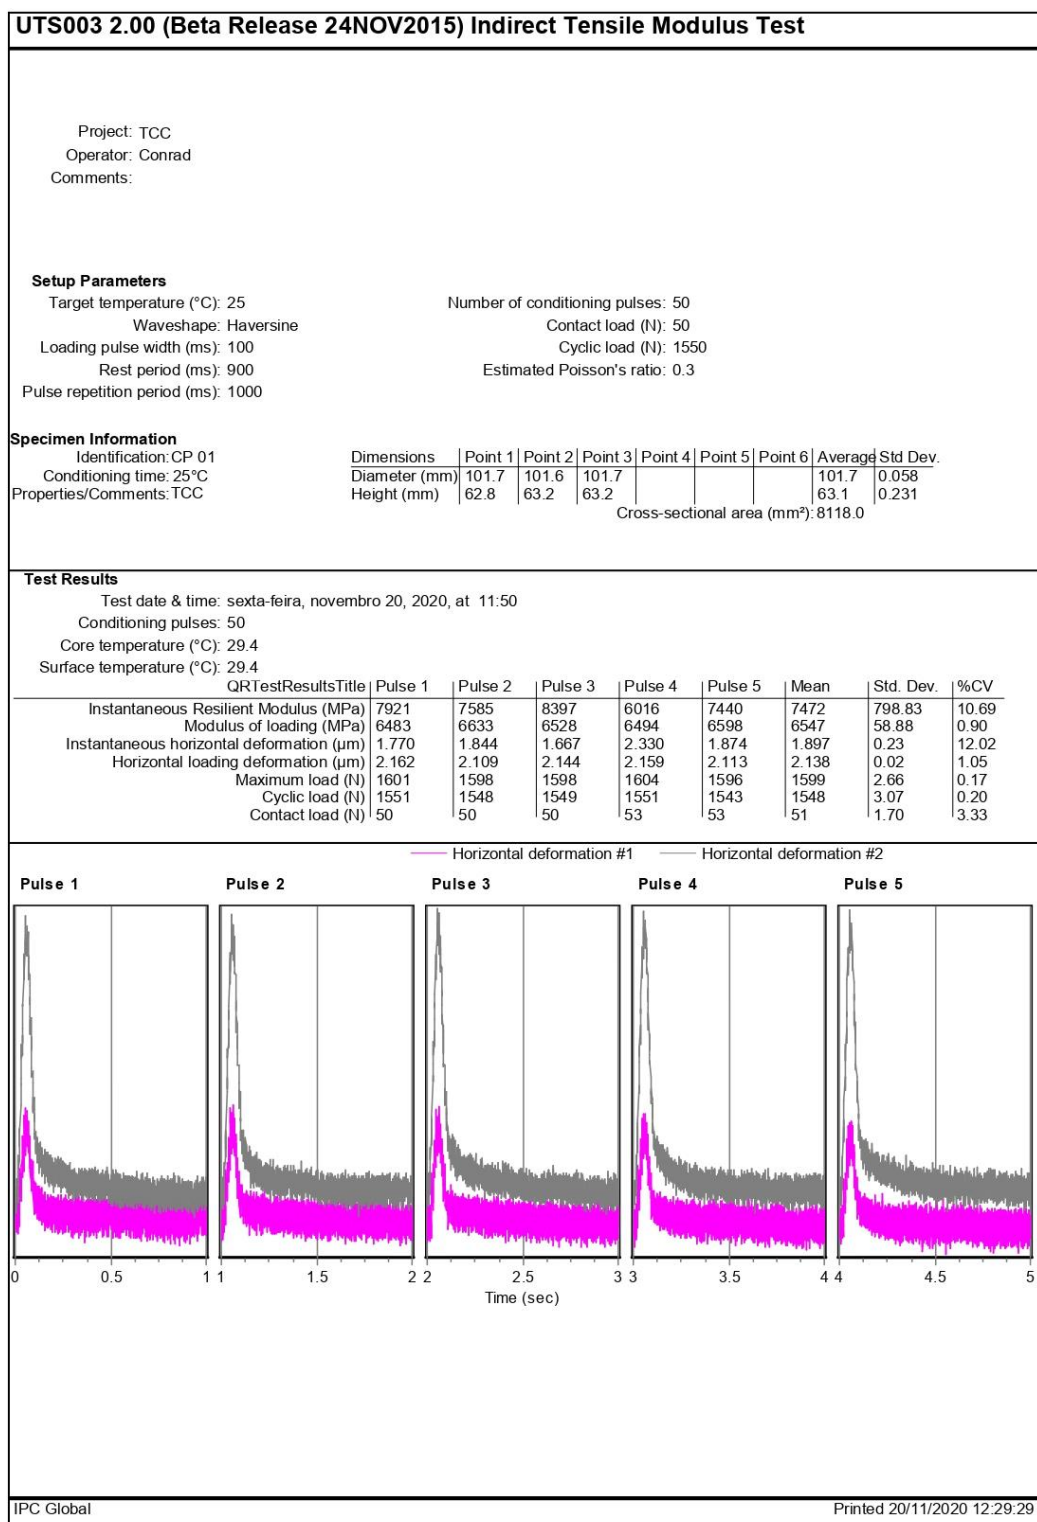 UTS003 2.00 (Beta Release 24NOV2015) Indirect Tensile Modulus Test
Project: TCC
Operator: Conrad
Comments:
Setup Parameters
Target temperature (°C): 25 Number of conditioning pulses: 50
Waveshape: Haversine Contact load (N): 50
Loading pulse width (ms): 100 Cyclic load (N): 1550
Rest period (ms): 900 Estimated Poisson's ratio: 0.3
Pulse repetition period (ms): 1000
Specimen Information
Identification: CP 01 Dimensions Point 1 Point 2 Point 3 Point 4 Point 5 Point 6 Average Std Dev.
Conditioning time: 25°C Diameter (mm) 101.7 101.6 101.7 101.7 0.058
Properties/Comments: TCC Height (mm) 62.8 63.2 63.2 63.1 0.231
Cross-sectional area (mm²): 8118.0
Test Results
Test date & time: sexta-feira, novembro 20, 2020, at 11:50
Conditioning pulses: 50
Core temperature (°C): 29.4
Surface temperature (°C): 29.4
QRTestResultsTitle Pulse 1 Pulse 2 Pulse 3 Pulse 4 Pulse 5 Mean Std. Dev. %CV
Instantaneous Resilient Modulus (MPa) 7921 7585 8397 6016 7440 7472 798.83 10.69
Modulus of loading (MPa) 6483 6633 6528 6494 6598 6547 58.88 0.90
Instantaneous horizontal deformation (µm) 1.770 1.844 1.667 2.330 1.874 1.897 0.23 12.02
Horizontal loading deformation (µm) 2.162 2.109 2.144 2.159 2.113 2.138 0.02 1.05
Maximum load (N) 1601 1598 1598 1604 1596 1599 2.66 0.17
Cyclic load (N) 1551 1548 1549 1551 1543 1548 3.07 0.20
Contact load (N) 50 50 50 53 53 51 1.70 3.33
Horizontal deformation #1 Horizontal deformation #2
Pulse 1 Pulse 2 Pulse 3 Pulse 4 Pulse 5
0 0.5 1 1 1.5 2 2 2.5 3 3 3.5 4 4 4.5 5
Time (sec)
IPC Global Printed 20/11/2020 12:29:29